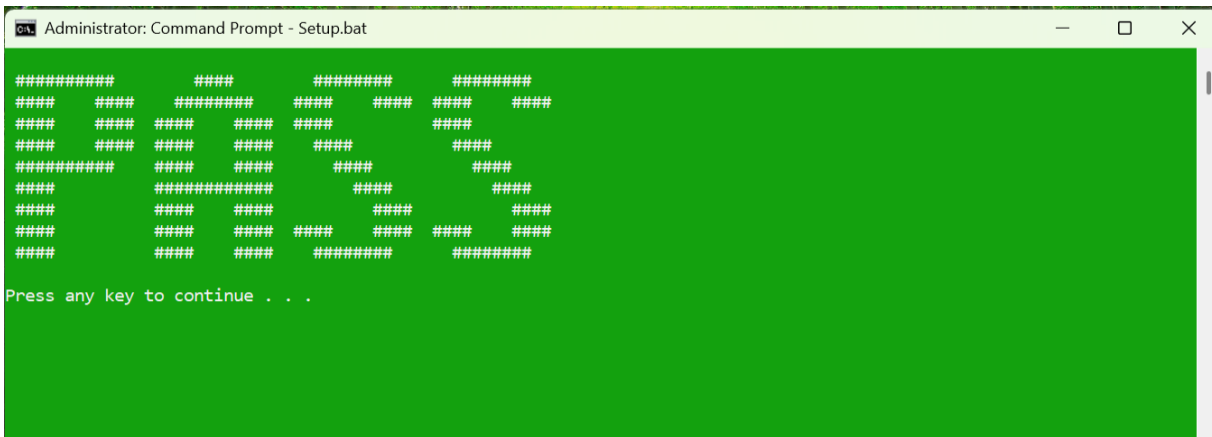 Administrator: Command Prompt - Setup.bat
PASS
Press any key to continue . . .